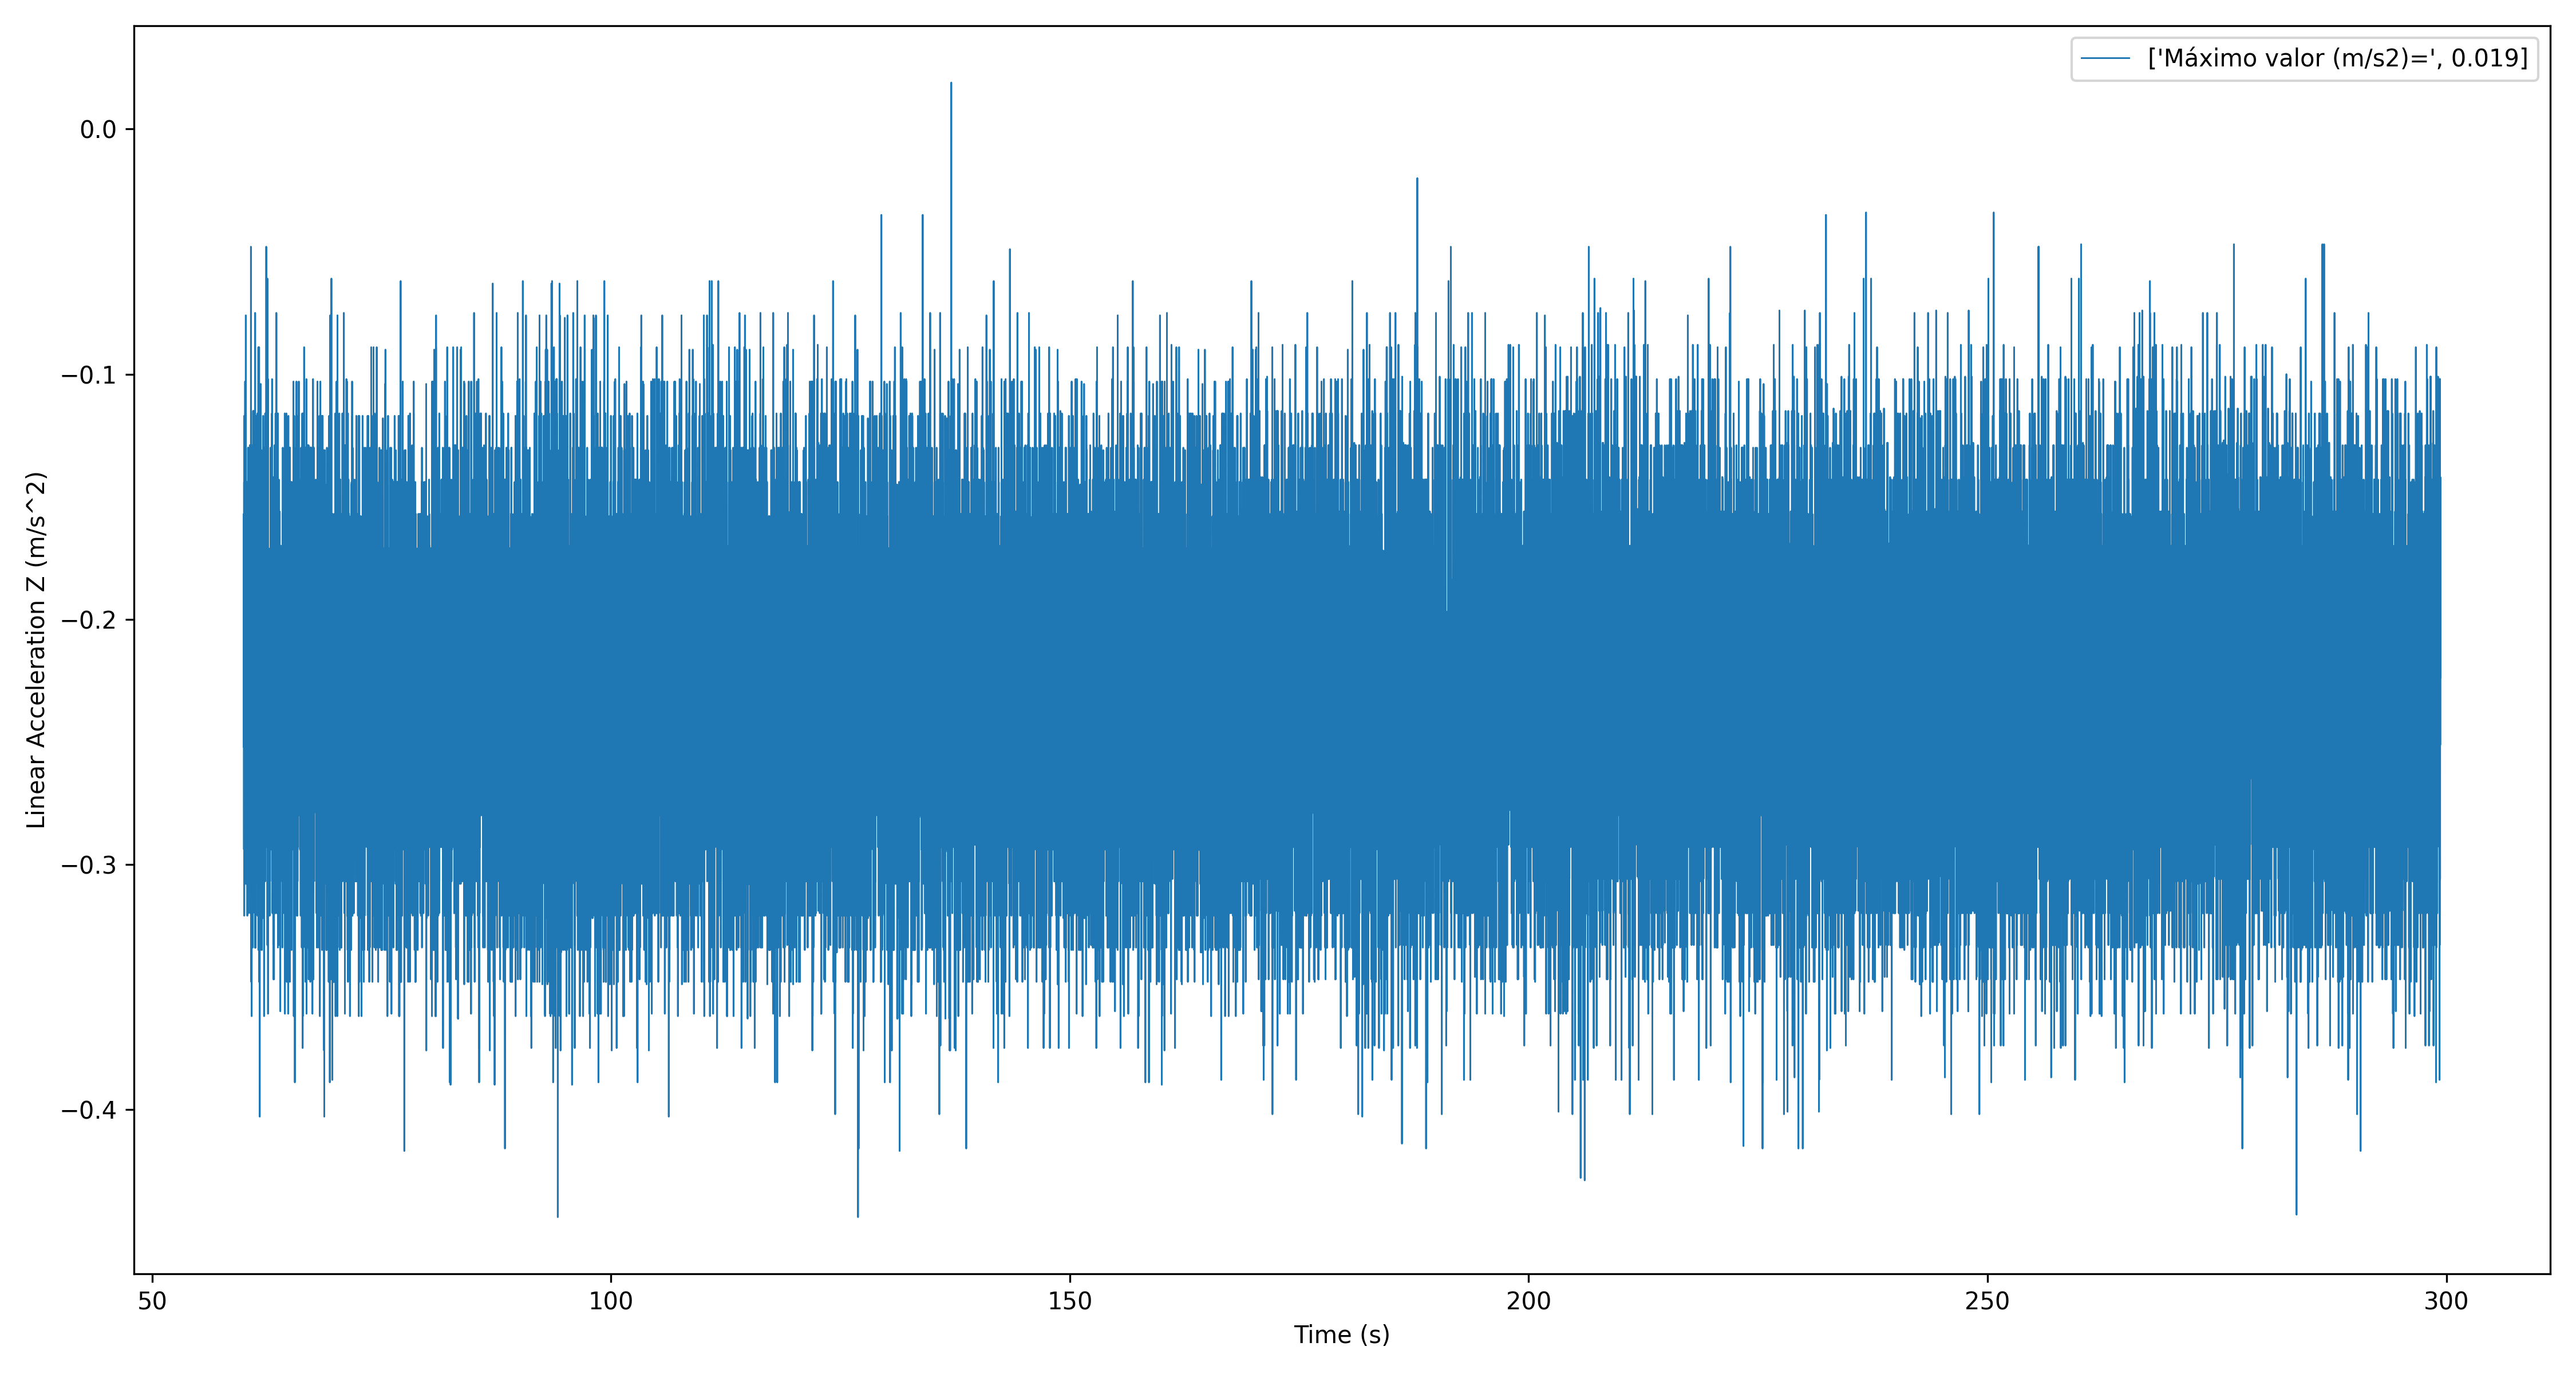 ['Máximo valor (m/s2)=', 0.019]
0.0
−0.1
−0.2
−0.3
−0.4
Linear Acceleration Z (m/s^2)
50 100 150 200 250 300
Time (s)